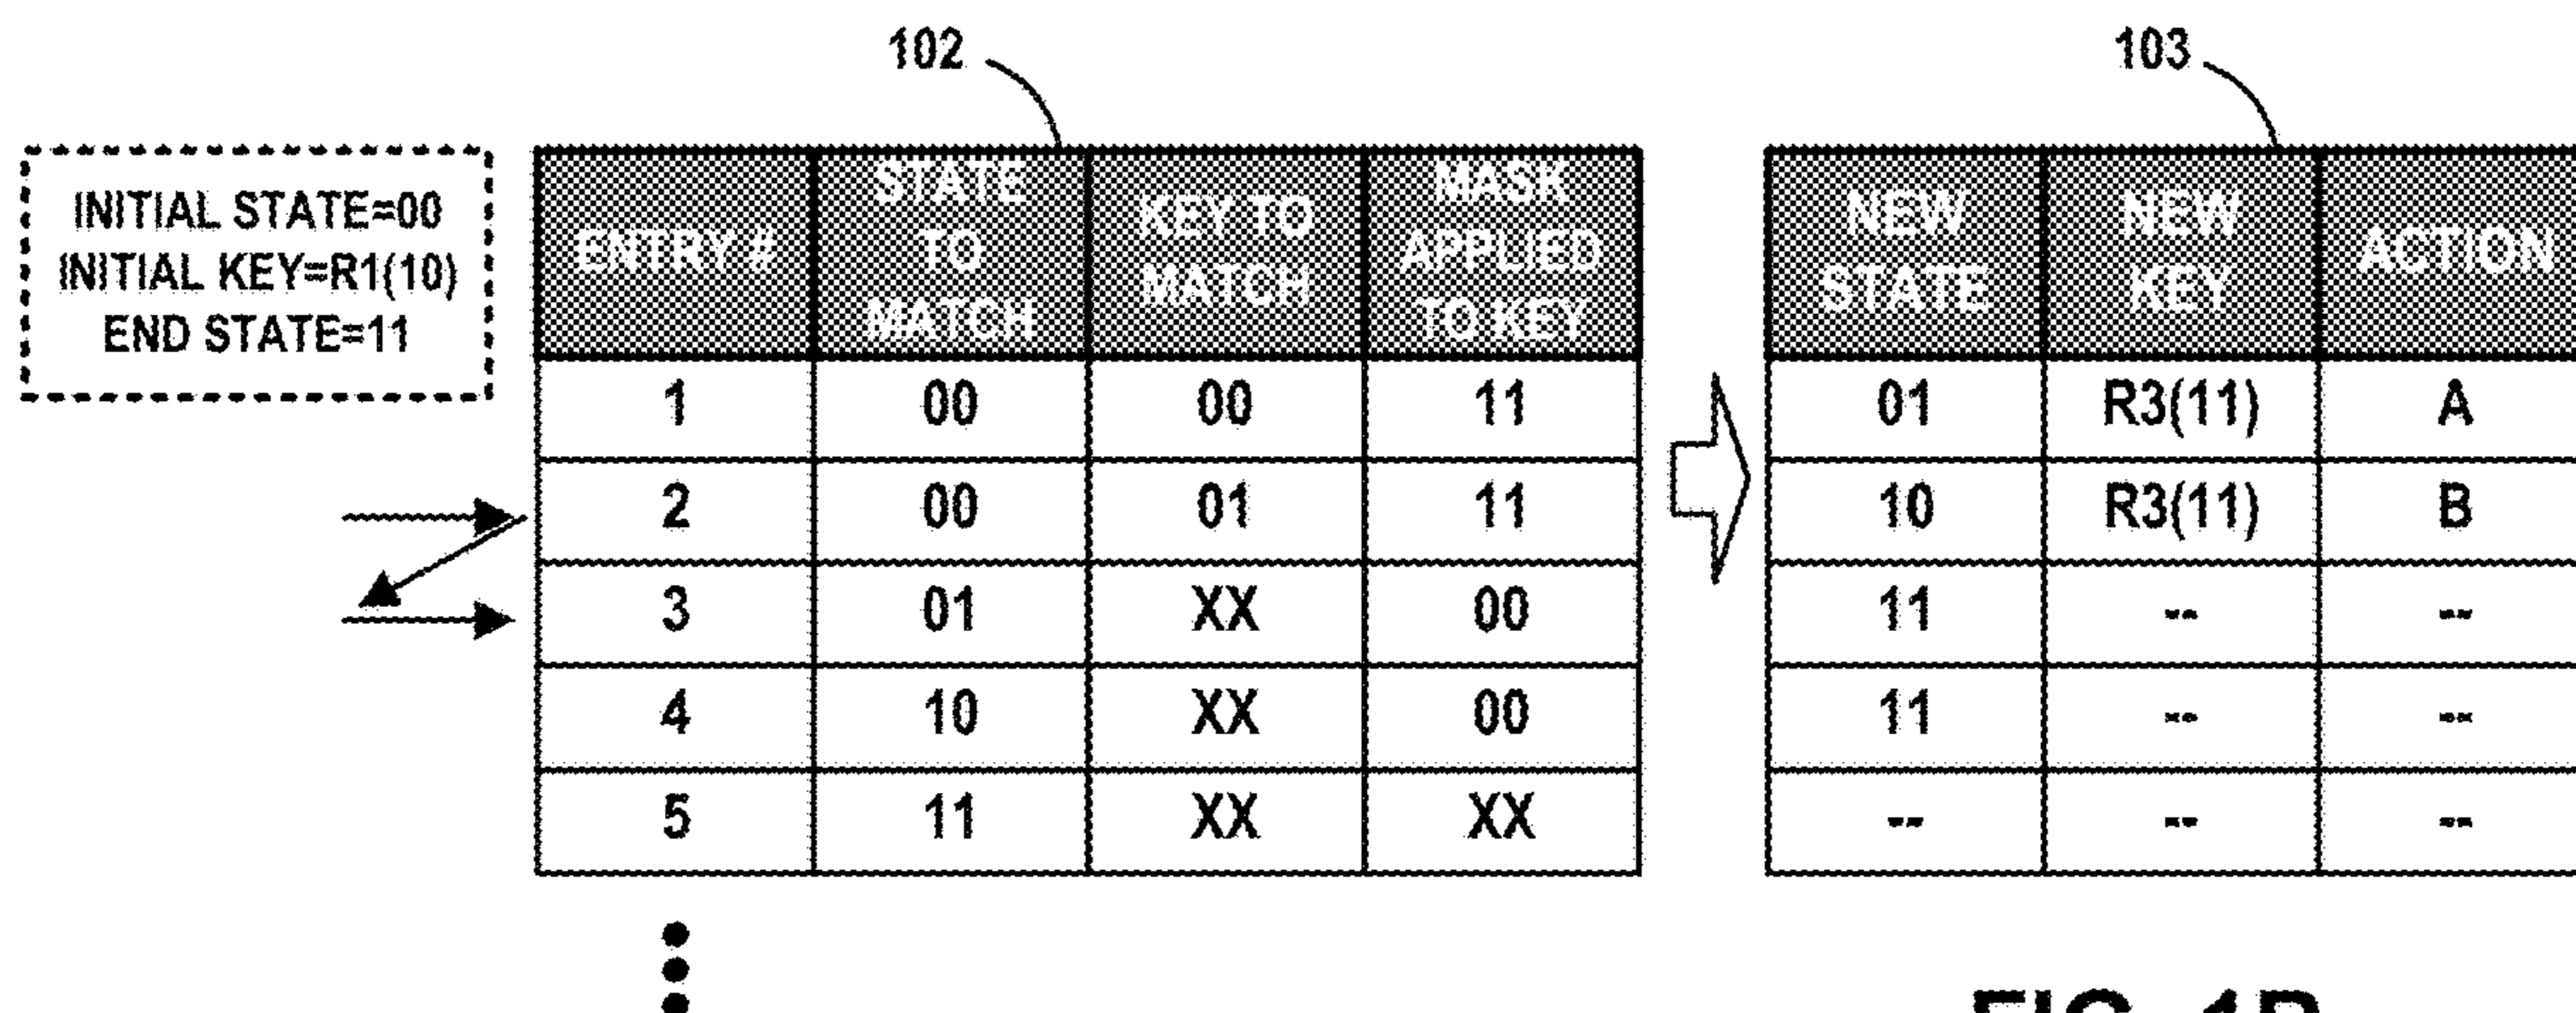 102
103
INITIAL STATE=00
INITIAL KEY=R1(10)
END STATE=11
ENTRY # STATE TO MATCH KEY TO MATCH MASK APPLIED TO KEY NEW STATE NEW KEY ACTION
1 00 00 11 01 R3(11) A
2 00 01 11 10 R3(11) B
3 01 XX 00 11 -- --
4 10 XX 00 11 -- --
5 11 XX XX -- -- --
FIG. 1B